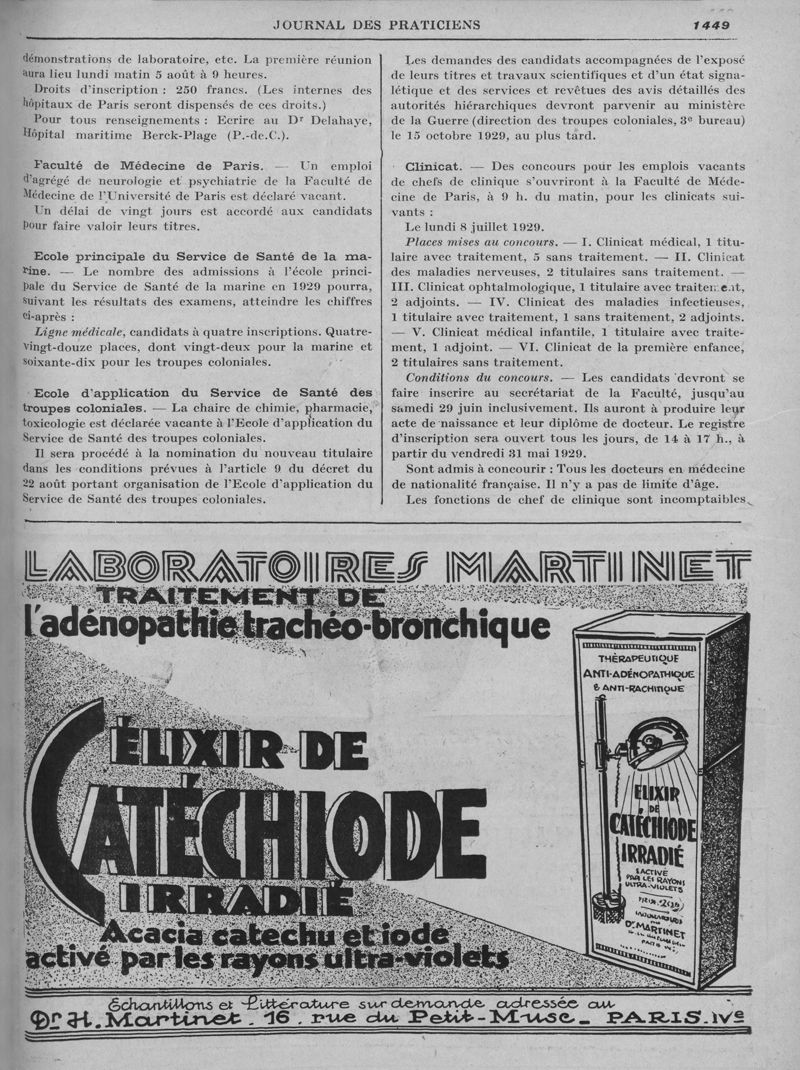 JOURNAL DES PRATICIENS 1449
démonstrations de laboratoire, etc. La première réunion
aura lieu lundi matin 5 août à 9 heures.
Droits d'inscription : 250 francs. (Les internes des
hôpitaux de Paris seront dispensés de ces droits.)
Pour tous renseignements : Ecrire au Dr Delahaye,
Hôpital maritime Berck-Plage (P.-de.C.).
Faculté de Médecine de Paris. — Un emploi
d'agrégé de neurologie et psychiatrie de la Faculté de
Médecine de l'Université de Paris est déclaré vacant.
Un délai de vingt jours est accordé aux candidats
pour faire valoir leurs titres.
Ecole principale du Service de Santé de la ma-
rine. — Le nombre des admissions à l'école princi-
pale du Service de Santé de la marine en 1929 pourra,
suivant les résultats des examens, atteindre les chiffres
ci-après :
Ligne médicale, candidats à quatre inscriptions. Quatre-
vingt-douze places, dont vingt-deux pour la marine et
soixante-dix pour les troupes coloniales.
Ecole d'application du Service de Santé des
troupes coloniales. — La chaire de chimie, pharmacie,
toxicologie est déclarée vacante à l'Ecole d'application du
Service de Santé des troupes coloniales.
Il sera procédé à la nomination du nouveau titulaire
dans les conditions prévues à l'article 9 du décret du
22 août portant organisation de l'Ecole d'application du
Service de Santé des troupes coloniales.
Les demandes des candidats accompagnées de l'exposé
de leurs titres et travaux scientifiques et d'un état signa-
létique et des services et revêtues des avis détaillés des
autorités hiérarchiques devront parvenir au ministère
de la Guerre (direction des troupes coloniales, 3e bureau)
le 15 octobre 1929, au plus tard.
Clinicat. — Des concours pour les emplois vacants
de chefs de clinique s'ouvriront à la Faculté de Méde-
cine de Paris, à 9 h. du matin, pour les clinicats sui-
vants :
Le lundi 8 juillet 1929.
Places mises au concours. — I. Clinicat médical, 1 titu-
laire avec traitement, 5 sans traitement. — II. Clinicat
des maladies nerveuses, 2 titulaires sans traitement. —
III. Clinicat ophtalmologique, 1 titulaire avec traitement,
2 adjoints. — IV. Clinicat des maladies infectieuses,
1 titulaire avec traitement, 1 sans traitement, 2 adjoints.
— V. Clinicat médical infantile, 1 titulaire avec traite-
ment, 1 adjoint. — VI. Clinicat de la première enfance,
2 titulaires sans traitement.
Conditions du concours. — Les candidats devront se
faire inscrire au secrétariat de la Faculté, jusqu'au
samedi 29 juin inclusivement. Ils auront à produire leur
acte de naissance et leur diplôme de docteur. Le registre
d'inscription sera ouvert tous les jours, de 14 à 17 h., à
partir du vendredi 31 mai 1929.
Sont admis à concourir : Tous les docteurs en médecine
de nationalité française. Il n'y a pas de limite d'âge.
Les fonctions de chef de clinique sont incomptaibles
LABORATOIRES MARTINET
TRAITEMENT DE
l'adénopathie trachéo-bronchique
ÉLIXIR DE
CATÉCHIODE
IRRADIÉ
Acacia catechu et iode
activé par les rayons ultra-violets
THÉRAPEUTIQUE
ANTI-ADÉNOPATHIQUE
& ANTI-RACHITIQUE
ELIXIR
DE
CATÉCHIODE
IRRADIÉ
ACTIVÉ
PAR LES RAYONS
ULTRA-VIOLETS
Dr MARTINET
PARIS
Echantillons et Littérature sur demande adressée au
Dr H. Martinet. 16, rue du Petit-Musc_ PARIS. IVe